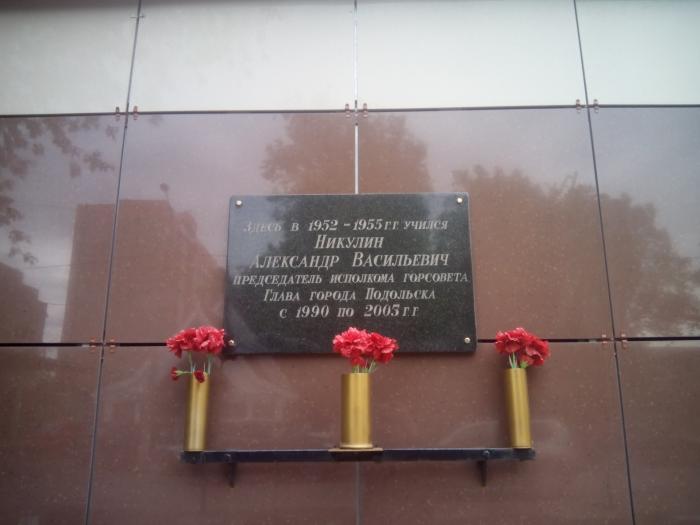 Здесь в 1952 – 1955 г.г. учился
Никулин
Александр Васильевич
председатель исполкома горсовета
Глава города Подольска
с 1990 по 2003 г.г.